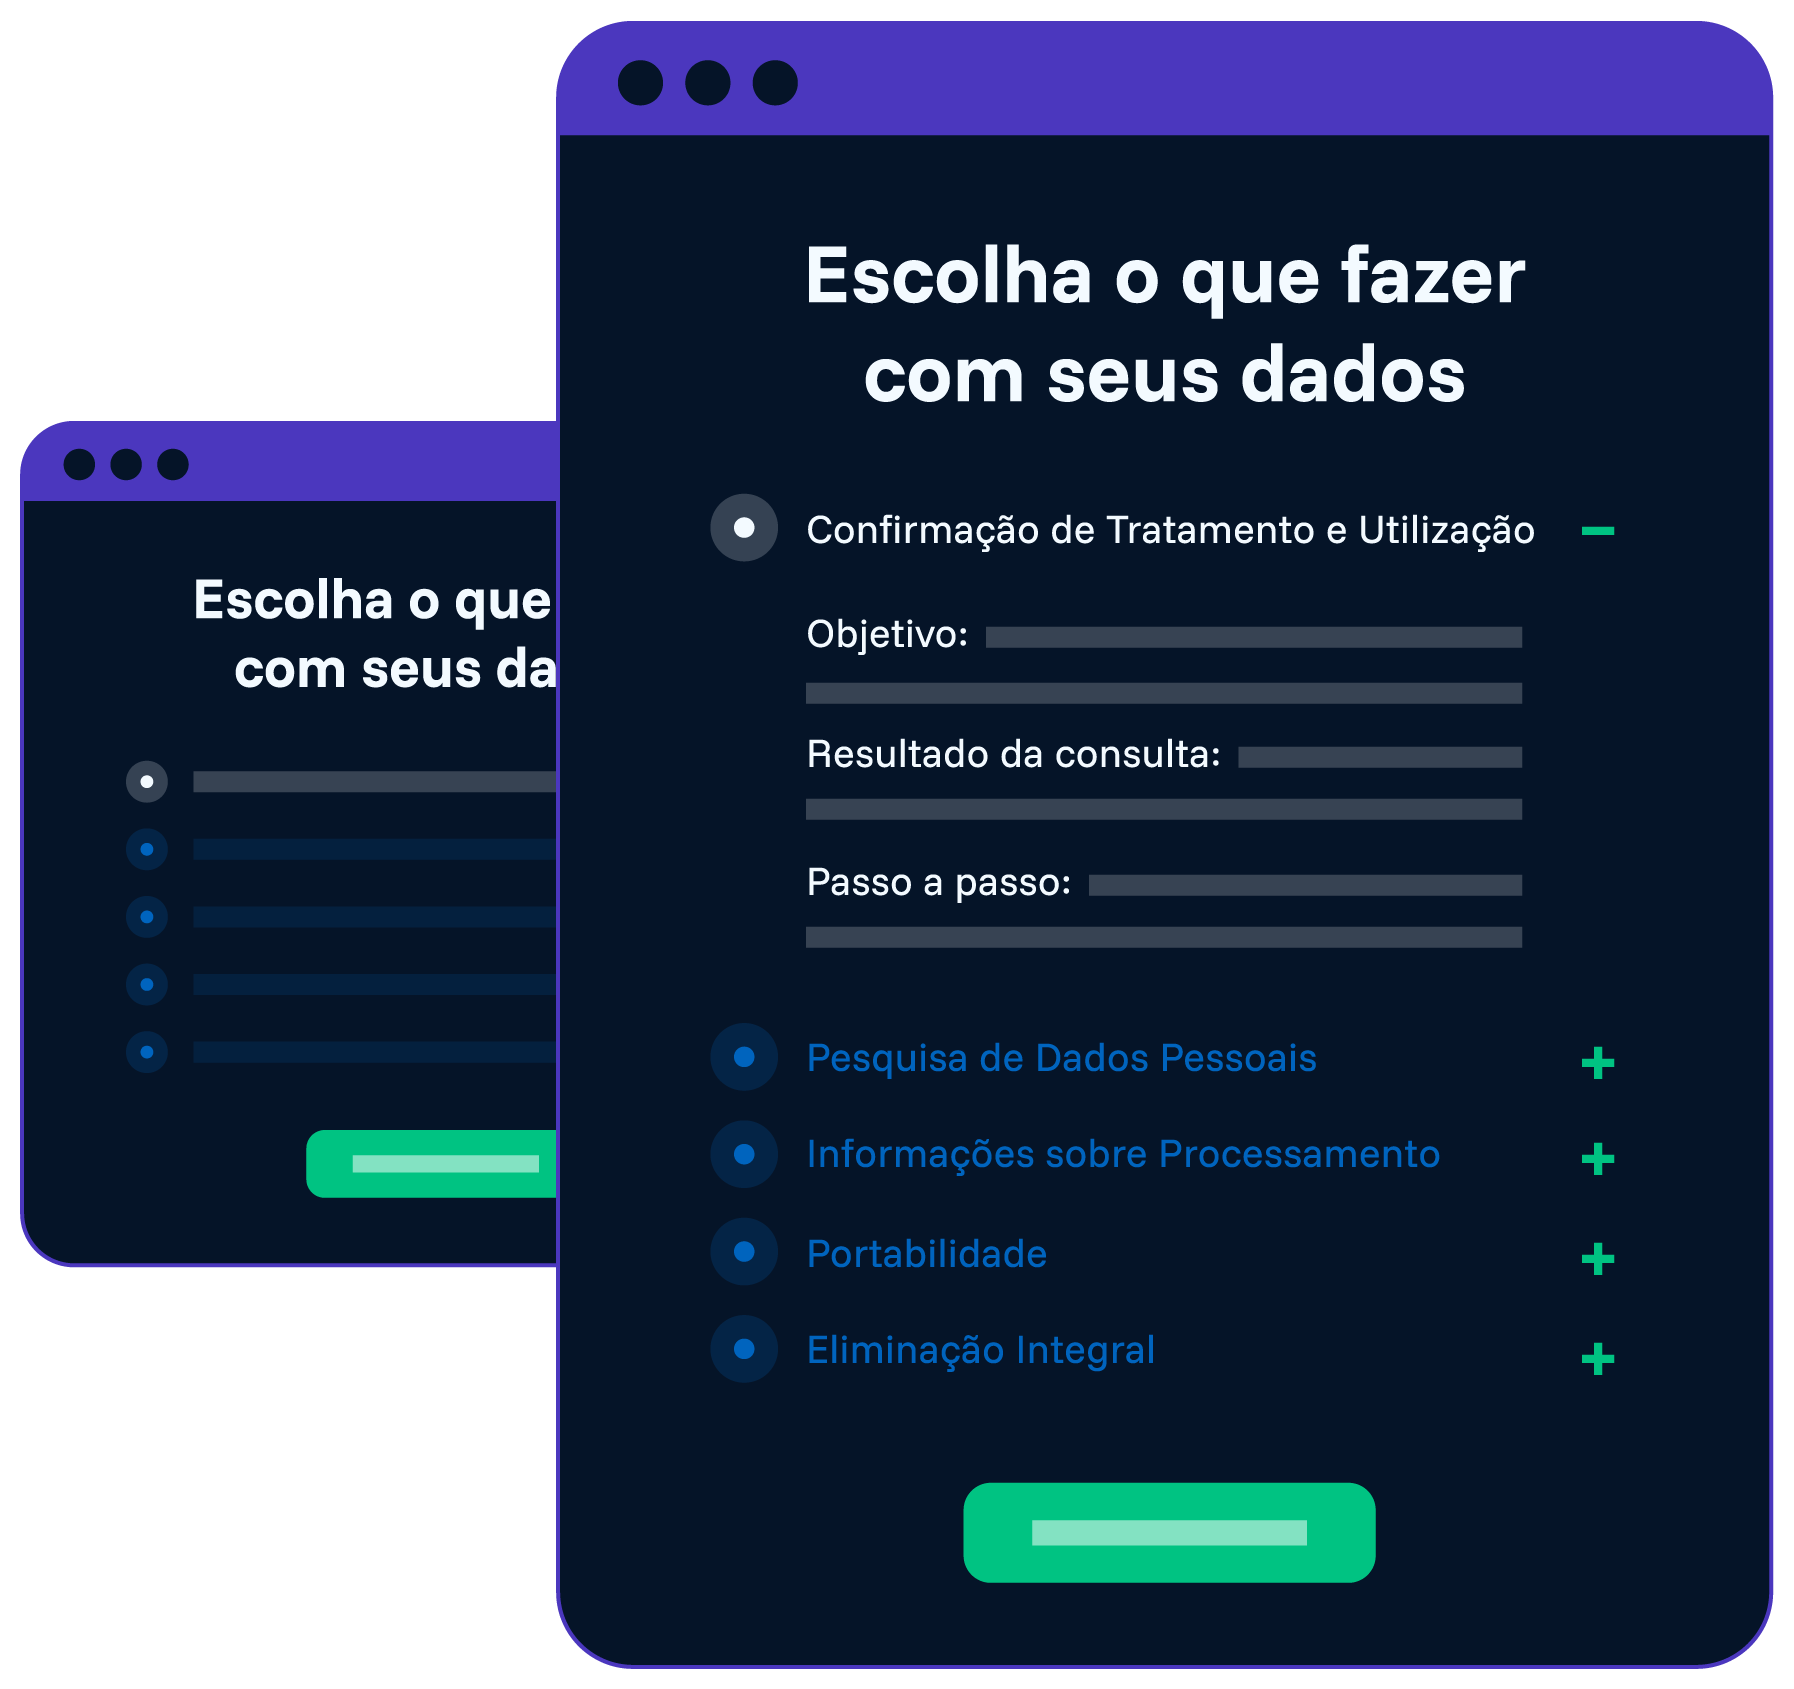 Escolha o que fazer
com seus dados
Confirmação de Tratamento e Utilização
Objetivo:
Resultado da consulta:
Passo a passo:
Pesquisa de Dados Pessoais
Informações sobre Processamento
Portabilidade
Eliminação Integral
Escolha o que
com seus da